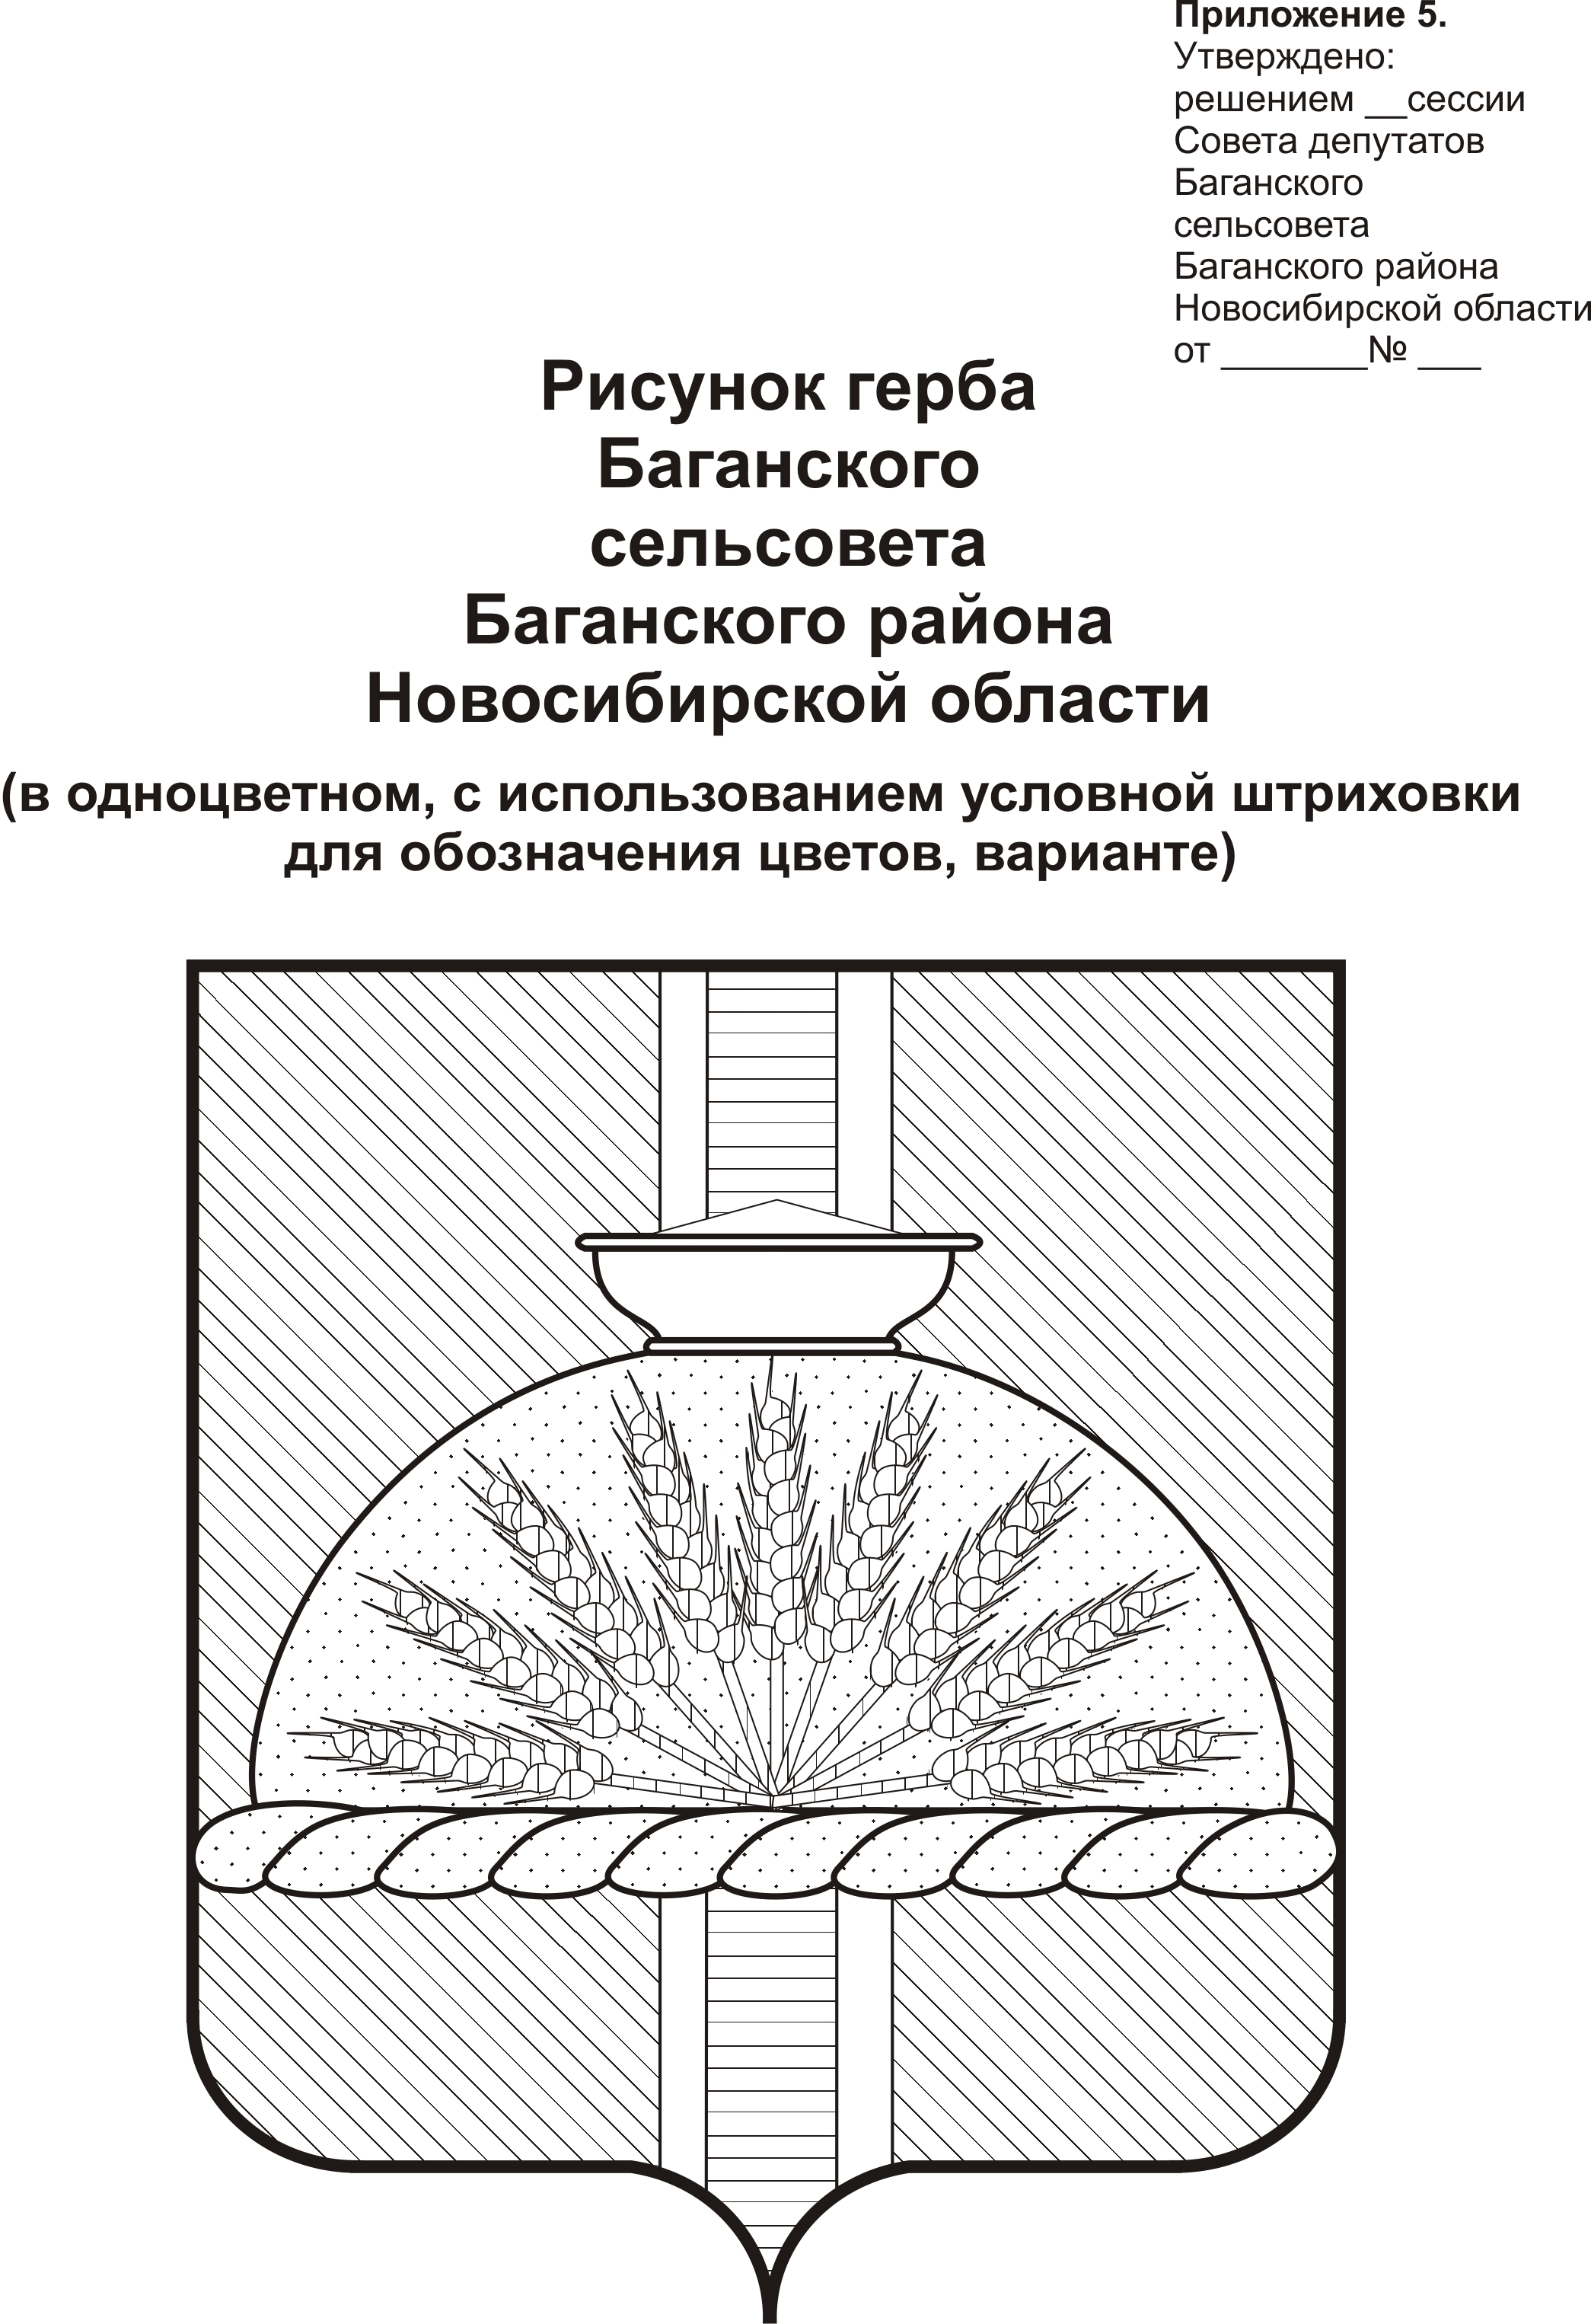 Приложение 5.
Утверждено:
решением __сессии
Совета депутатов
Баганского
сельсовета
Баганского района
Новосибирской области
от _______№ ___
Рисунок герба
Баганского
сельсовета
Баганского района
Новосибирской области
(в одноцветном, с использованием условной штриховки
для обозначения цветов, варианте)